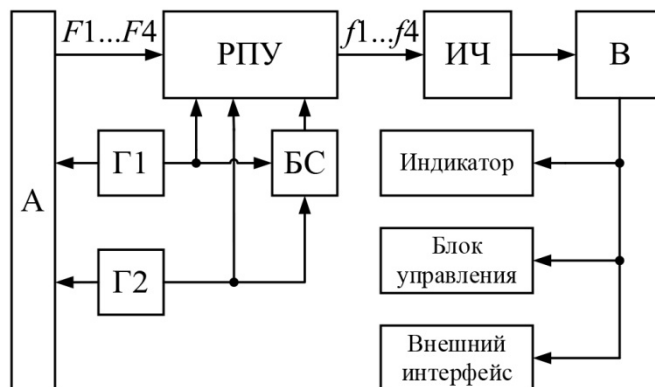 F1...F4
РПУ
f1...f4
ИЧ
В
Г1
БС
Индикатор
А
Г2
Блок
управления
Внешний
интерфейс